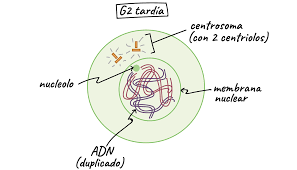 G2 tardía
centrosoma
(con 2 centriolos)
nucleolo
membrana
nuclear
ADN
(duplicado)